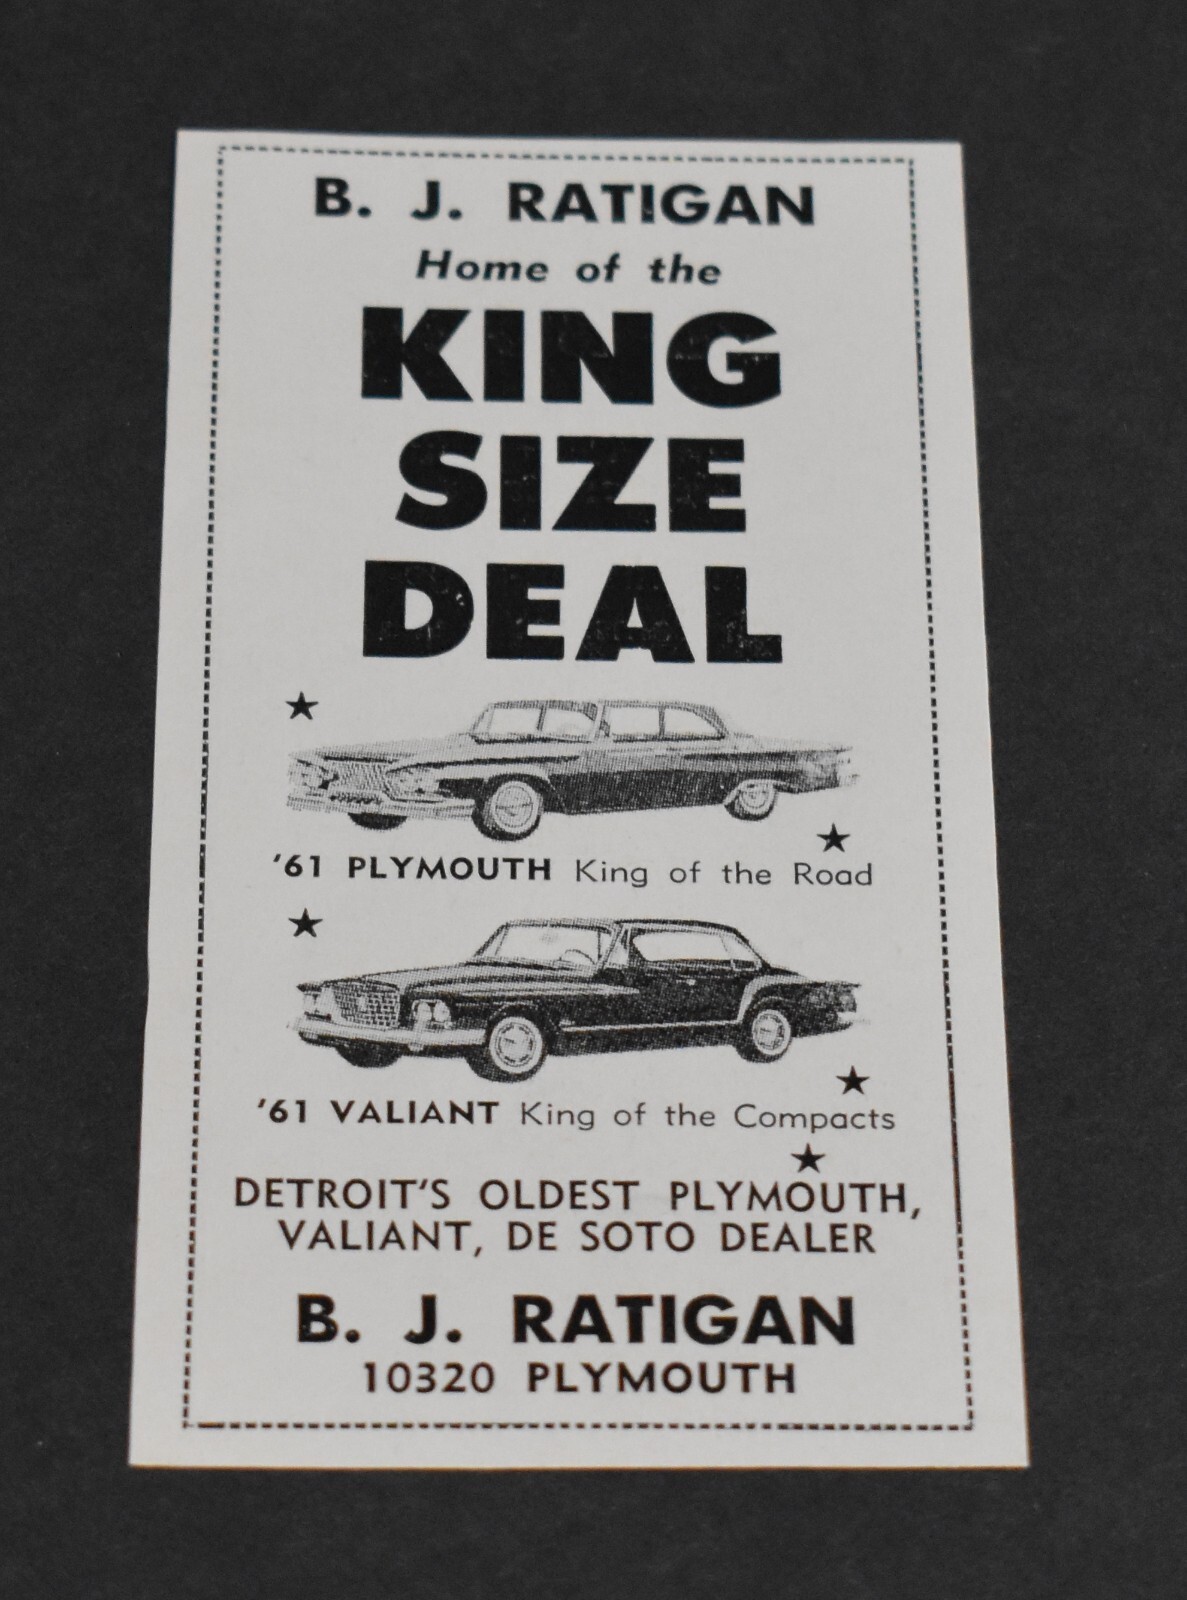 B. J. RATIGAN
Home of the
KING
SIZE
DEAL
'61 PLYMOUTH King of the Road
'61 VALIANT King of the Compacts
DETROIT'S OLDEST PLYMOUTH,
VALIANT, DE SOTO DEALER
B. J. RATIGAN
10320 PLYMOUTH